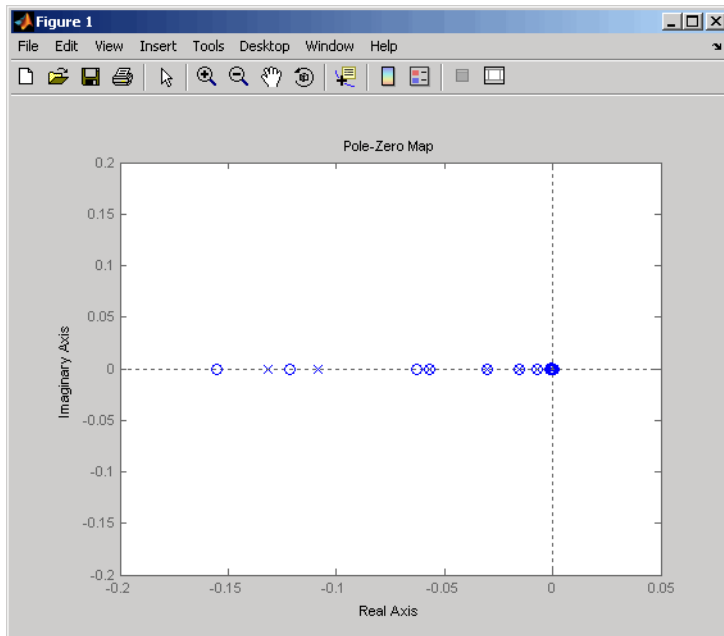 Figure 1
File Edit View Insert Tools Desktop Window Help
Pole-Zero Map
0.2
0.15
0.1
0.05
0
-0.05
-0.1
-0.15
-0.2
Imaginary Axis
-0.2 -0.15 -0.1 -0.05 0 0.05
Real Axis